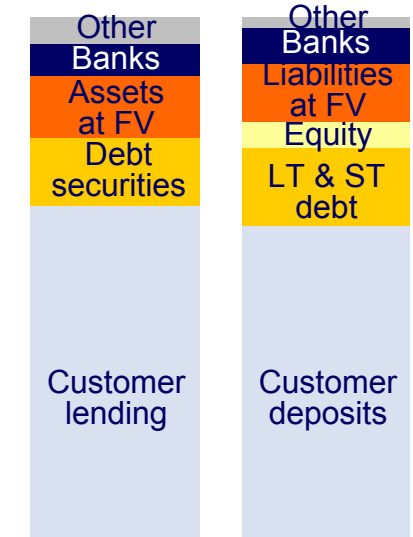 Other
Banks
Assets
at FV
Debt
securities
Customer
lending
Other
Banks
Liabilities
at FV
Equity
LT & ST
debt
Customer
deposits